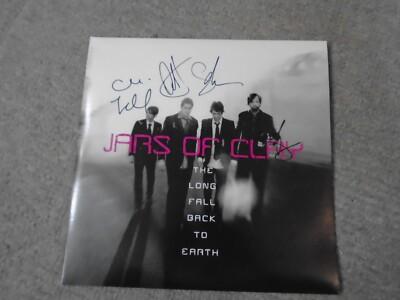 JARS OF CLAY
THE
LONG
FALL
BACK
TO
EARTH